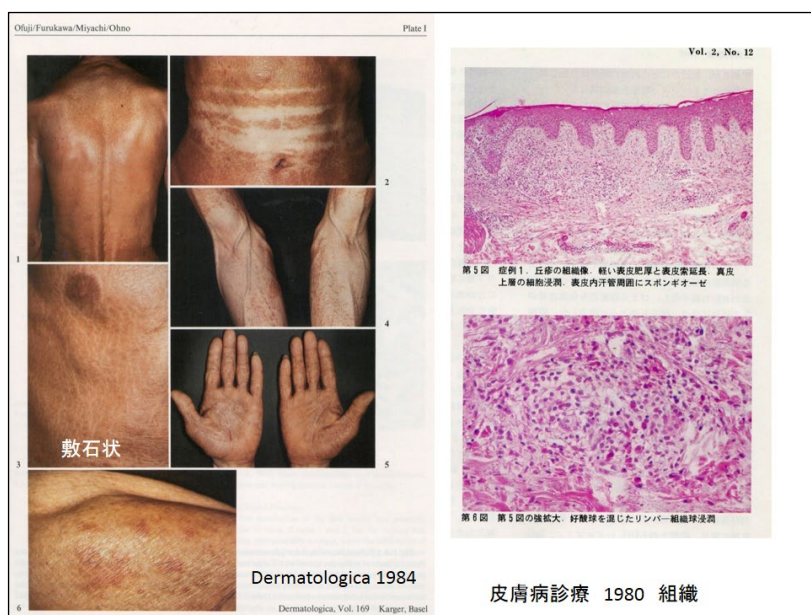 Ofuji/Furukawa/Miyachi/Ohno
Plate I
1
2
3
敷石状
4
5
6
Dermatologica 1984
Dermatologica, Vol. 169 Karger, Basel
Vol. 2, No. 12
第5図 症例1. 丘疹の組織像. 軽い表皮肥厚と表皮索延長. 真皮
上層の細胞浸潤. 表皮内汗管周囲にスポンギオーゼ
第6図 第5図の強拡大. 好酸球を混じたリンパ—組織球浸潤
皮膚病診療 1980 組織